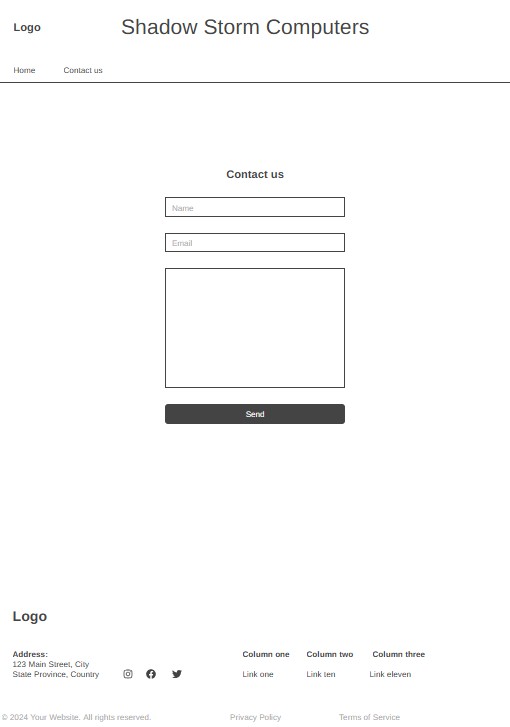 Logo
Shadow Storm Computers
Home
Contact us
Contact us
Name
Email
Send
Logo
Address:
123 Main Street, City
State Province, Country
Column one
Column two
Column three
Link one
Link ten
Link eleven
© 2024 Your Website. All rights reserved.
Privacy Policy
Terms of Service